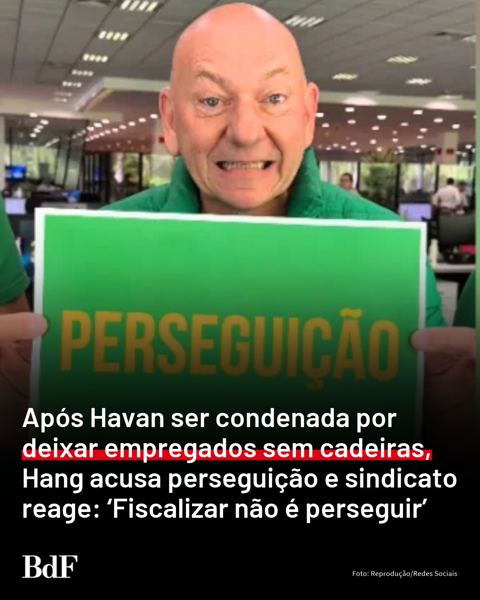 PERSEGUIÇÃO
Após Havan ser condenada por
deixar empregados sem cadeiras,
Hang acusa perseguição e sindicato
reage: ‘Fiscalizar não é perseguir’
BdF
Foto: Reprodução/Redes Sociais